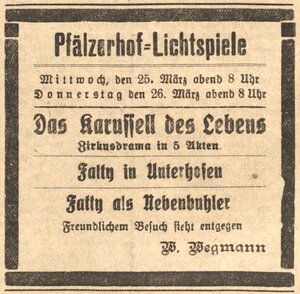 Pfälzerhof=Lichtspiele
Mittwoch, den 25. März abend 8 Uhr
Donnerstag den 26. März abend 8 Uhr
Das Karussell des Lebens
Zirkusdrama in 5 Akten.
Fatty in Unterhosen
Fatty als Nebenbuhler
Freundlichem Besuch sieht entgegen
W. Wegmann